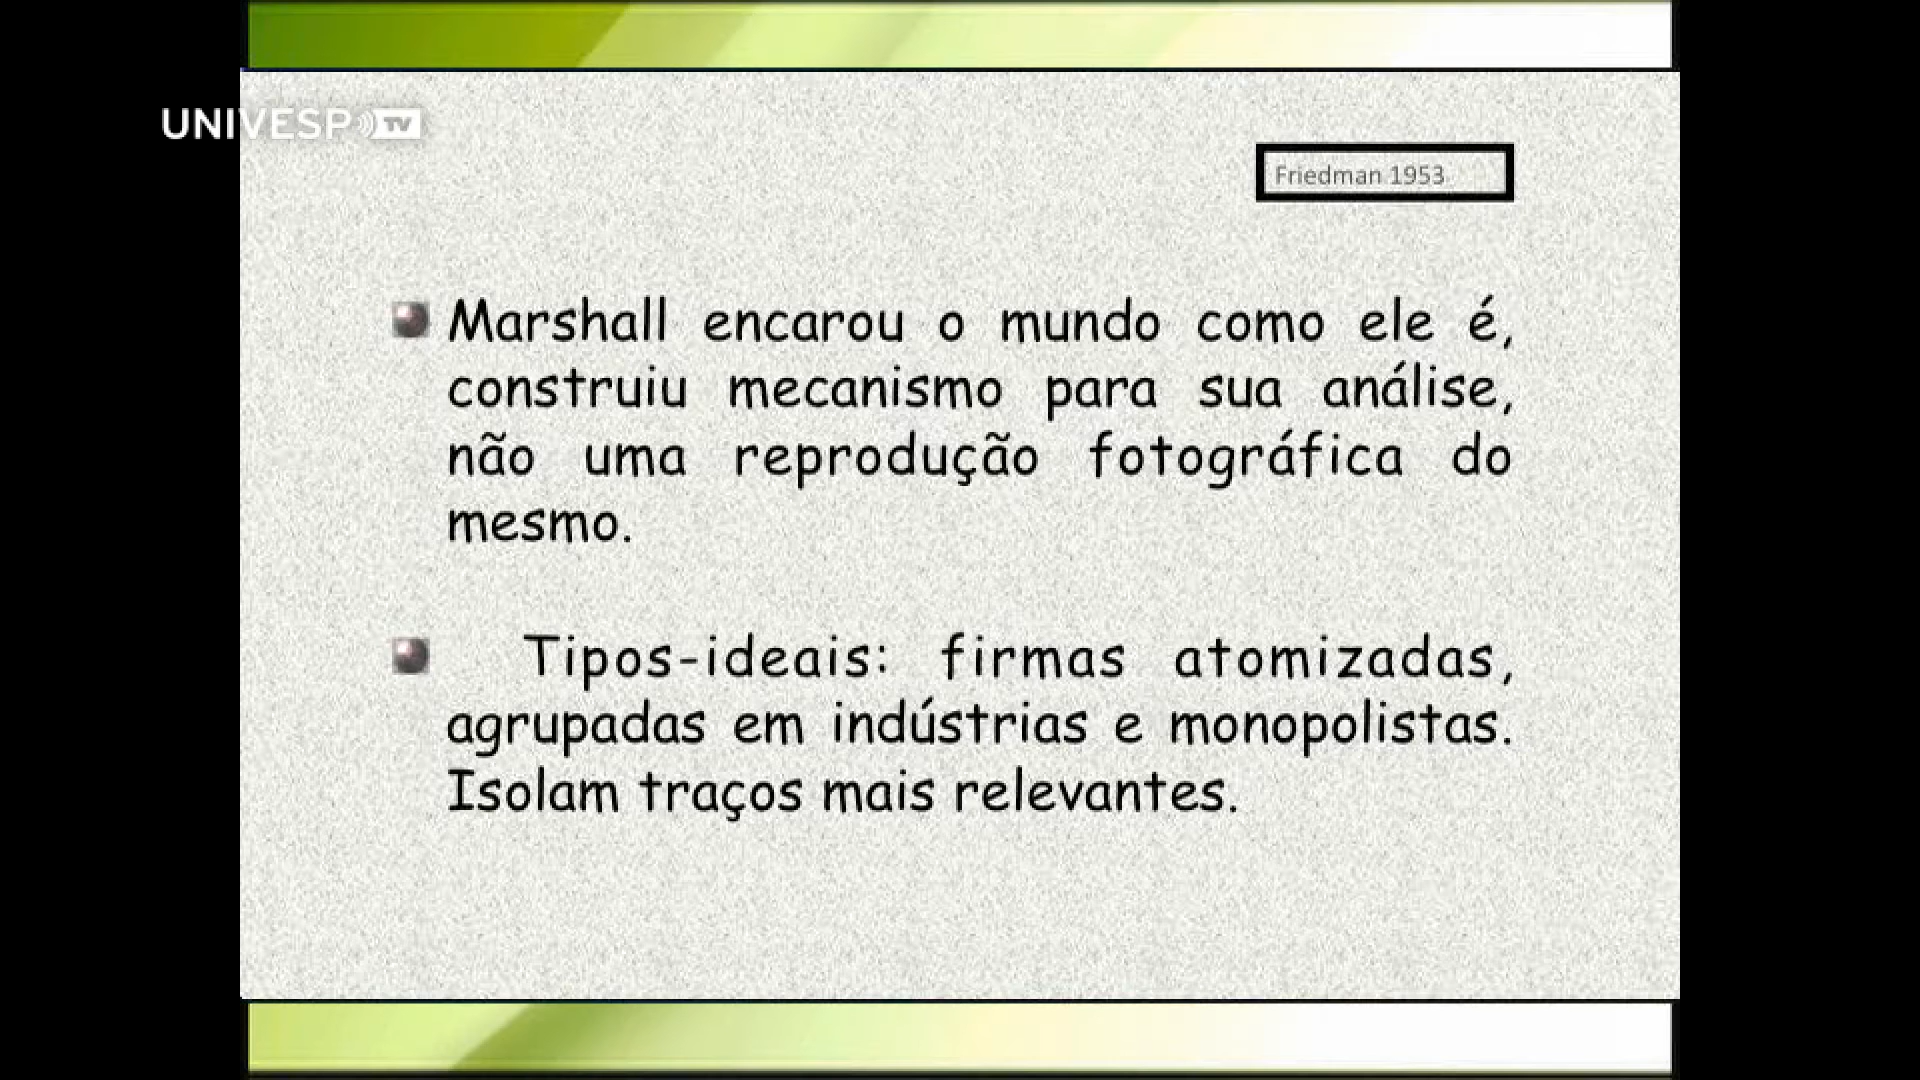 UNIVESP TV
Friedman 1953
Marshall encarou o mundo como ele é,
construiu mecanismo para sua análise,
não uma reprodução fotográfica do
mesmo.
Tipos-ideais: firmas atomizadas,
agrupadas em indústrias e monopolistas.
Isolam traços mais relevantes.